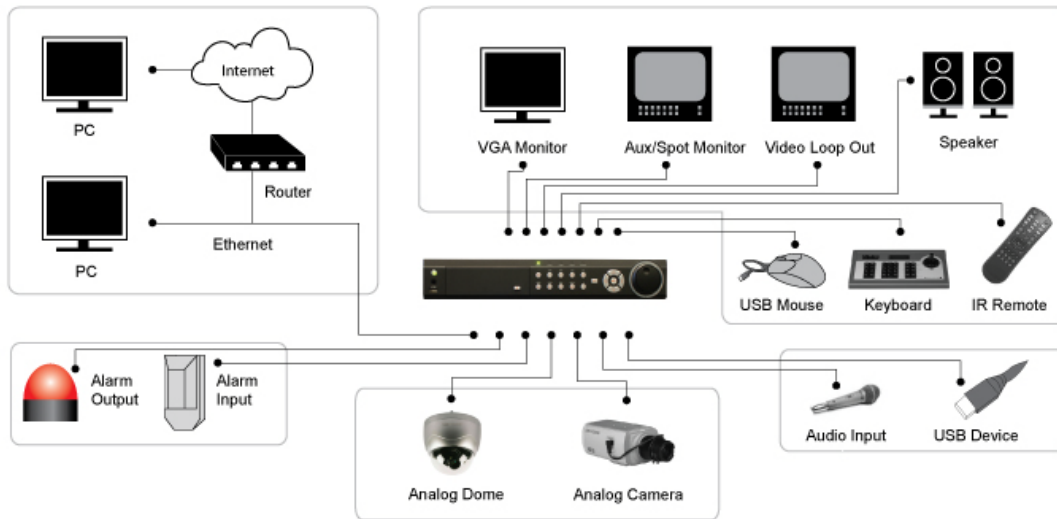 Internet
PC
Router
PC
Ethernet
VGA Monitor
Aux/Spot Monitor
Video Loop Out
Speaker
USB Mouse
Keyboard
IR Remote
Alarm
Output
Alarm
Input
Analog Dome
Analog Camera
Audio Input
USB Device